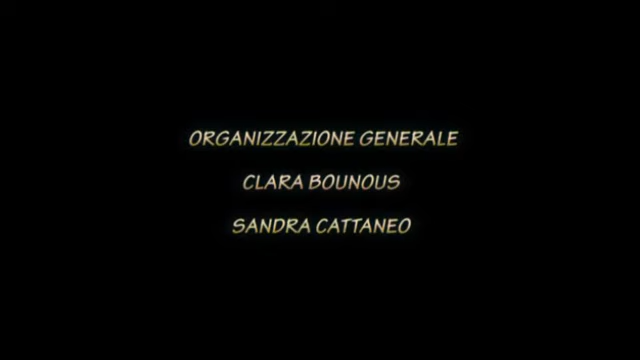 ORGANIZZAZIONE GENERALE
CLARA BOUNOUS
SANDRA CATTANEO